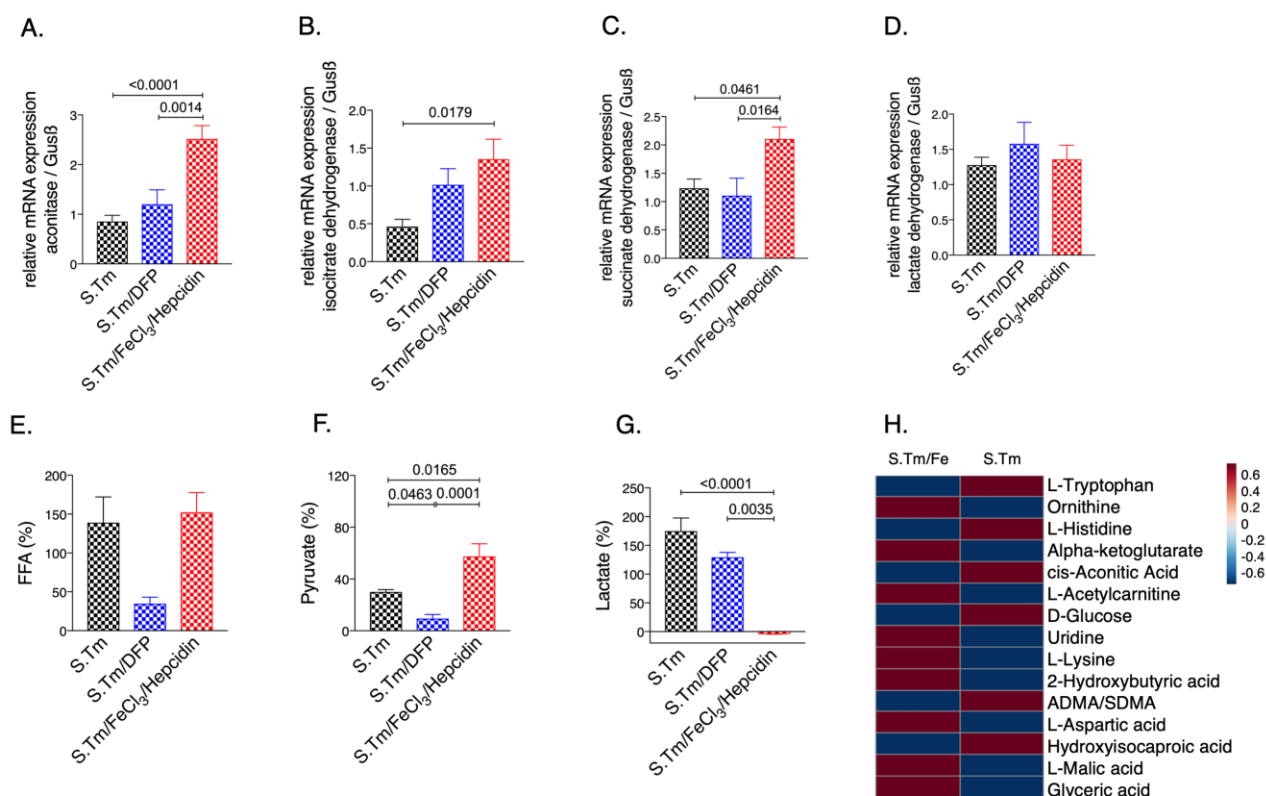 A.
relative mRNA expression
aconitase / Gusß
<0.0001
0.0014
3
2
1
0
S.Tm
S.Tm/DFP
S.Tm/FeCl₃/Hepcidin
B.
relative mRNA expression
isocitrate dehydrogenase / Gusß
0.0179
2.0
1.5
1.0
0.5
0.0
S.Tm
S.Tm/DFP
S.Tm/FeCl₃/Hepcidin
C.
relative mRNA expression
succinate dehydrogenase / Gusß
0.0461
0.0164
2.5
2.0
1.5
1.0
0.5
0.0
S.Tm
S.Tm/DFP
S.Tm/FeCl₃/Hepcidin
D.
relative mRNA expression
lactate dehydrogenase / Gusß
2.0
1.5
1.0
0.5
0.0
S.Tm
S.Tm/DFP
S.Tm/FeCl₃/Hepcidin
E.
FFA (%)
200
150
100
50
0
S.Tm
S.Tm/DFP
S.Tm/FeCl₃/Hepcidin
F.
Pyruvate (%)
0.0165
0.0463
0.0001
120
80
40
0
S.Tm
S.Tm/DFP
S.Tm/FeCl₃/Hepcidin
G.
Lactate (%)
<0.0001
0.0035
250
200
150
100
50
0
S.Tm
S.Tm/DFP
S.Tm/FeCl₃/Hepcidin
H.
S.Tm/Fe
S.Tm
L-Tryptophan
Ornithine
L-Histidine
Alpha-ketoglutarate
cis-Aconitic Acid
L-Acetylcarnitine
D-Glucose
Uridine
L-Lysine
2-Hydroxybutyric acid
ADMA/SDMA
L-Aspartic acid
Hydroxyisocaproic acid
L-Malic acid
Glyceric acid
0.6
0.4
0.2
0
-0.2
-0.4
-0.6